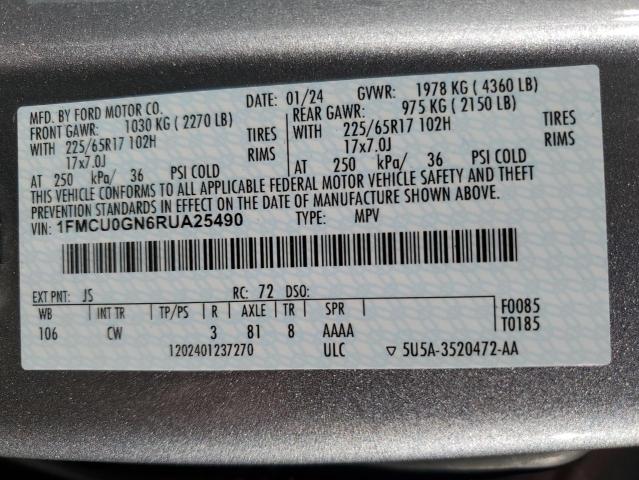 MFD. BY FORD MOTOR CO.
DATE: 01/24 GVWR: 1978 KG ( 4360 LB)
FRONT GAWR: 1030 KG ( 2270 LB) REAR GAWR: 975 KG ( 2150 LB)
WITH 225/65R17 102H TIRES WITH 225/65R17 102H TIRES
17x7.0J RIMS 17x7.0J RIMS
AT 250 kPa/ 36 PSI COLD AT 250 kPa/ 36 PSI COLD
THIS VEHICLE CONFORMS TO ALL APPLICABLE FEDERAL MOTOR VEHICLE SAFETY AND THEFT
PREVENTION STANDARDS IN EFFECT ON THE DATE OF MANUFACTURE SHOWN ABOVE.
VIN: 1FMCU0GN6RUA25490 TYPE: MPV
EXT PNT: JS RC: 72 DSO:
WB INT TR TP/PS R AXLE TR SPR F0085
106 CW 3 81 8 AAAA T0185
1202401237270 ULC ▽ 5U5A-3520472-AA